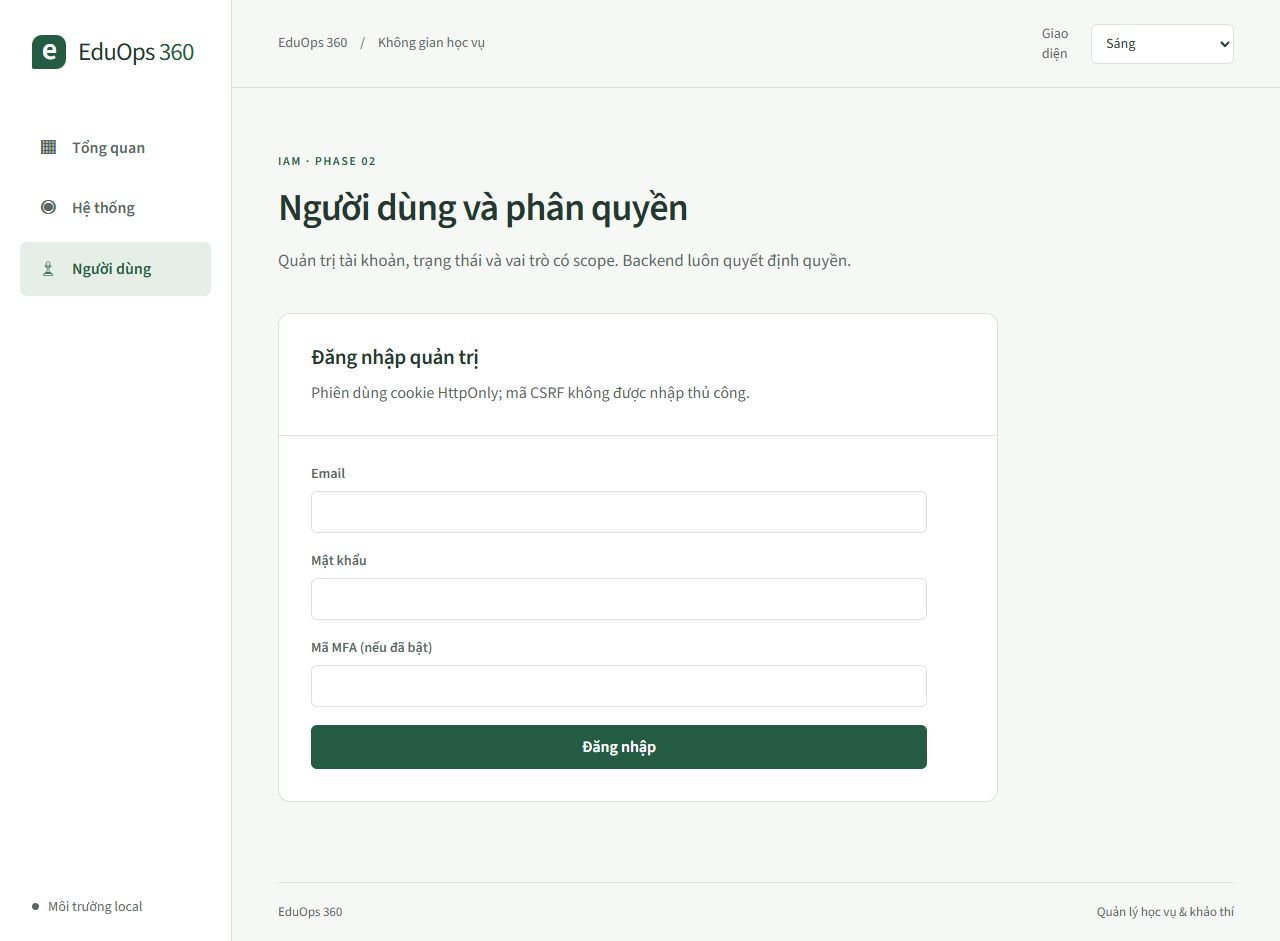 e EduOps 360
Tổng quan
Hệ thống
Người dùng
Môi trường local
EduOps 360 / Không gian học vụ
Giao
diện
Sáng
IAM · PHASE 02
Người dùng và phân quyền
Quản trị tài khoản, trạng thái và vai trò có scope. Backend luôn quyết định quyền.
Đăng nhập quản trị
Phiên dùng cookie HttpOnly; mã CSRF không được nhập thủ công.
Email
Mật khẩu
Mã MFA (nếu đã bật)
Đăng nhập
EduOps 360
Quản lý học vụ & khảo thí